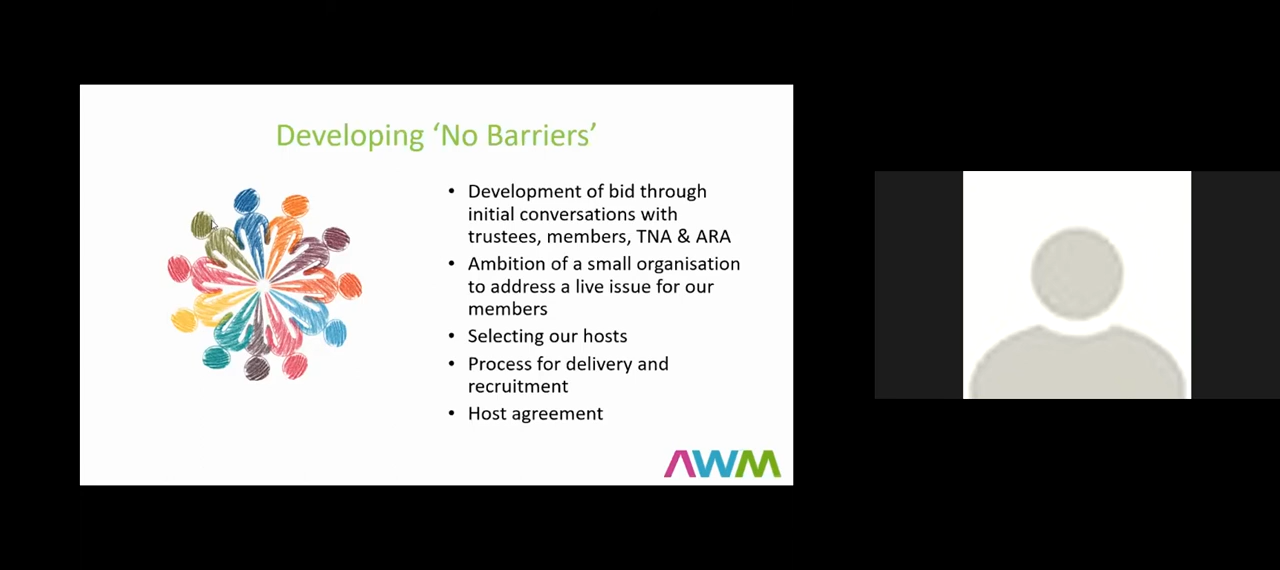 Developing ‘No Barriers’
• Development of bid through
initial conversations with
trustees, members, TNA & ARA
• Ambition of a small organisation
to address a live issue for our
members
• Selecting our hosts
• Process for delivery and
recruitment
• Host agreement
AWM